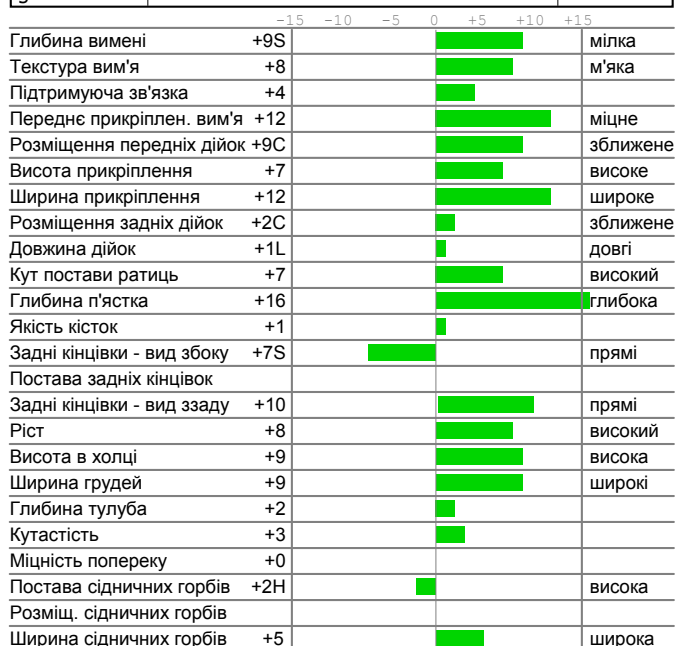 -15 -10 -5 0 +5 +10 +15
Глибина вимені +9S мілка
Текстура вим'я +8 м'яка
Підтримуюча зв'язка +4
Переднє прикріплен. вим'я +12 міцне
Розміщення передніх дійок +9C зближене
Висота прикріплення +7 високе
Ширина прикріплення +12 широке
Розміщення задніх дійок +2C зближене
Довжина дійок +1L довгі
Кут постави ратиць +7 високий
Глибина п'ястка +16 глибока
Якість кісток +1
Задні кінцівки - вид збоку +7S прямі
Постава задніх кінцівок
Задні кінцівки - вид ззаду +10 прямі
Ріст +8 високий
Висота в холці +9 висока
Ширина грудей +9 широкі
Глибина тулуба +2
Кутастість +3
Міцність попереку +0
Постава сідничних горбів +2H висока
Розміщ. сідничних горбів
Ширина сідничних горбів +5 широка